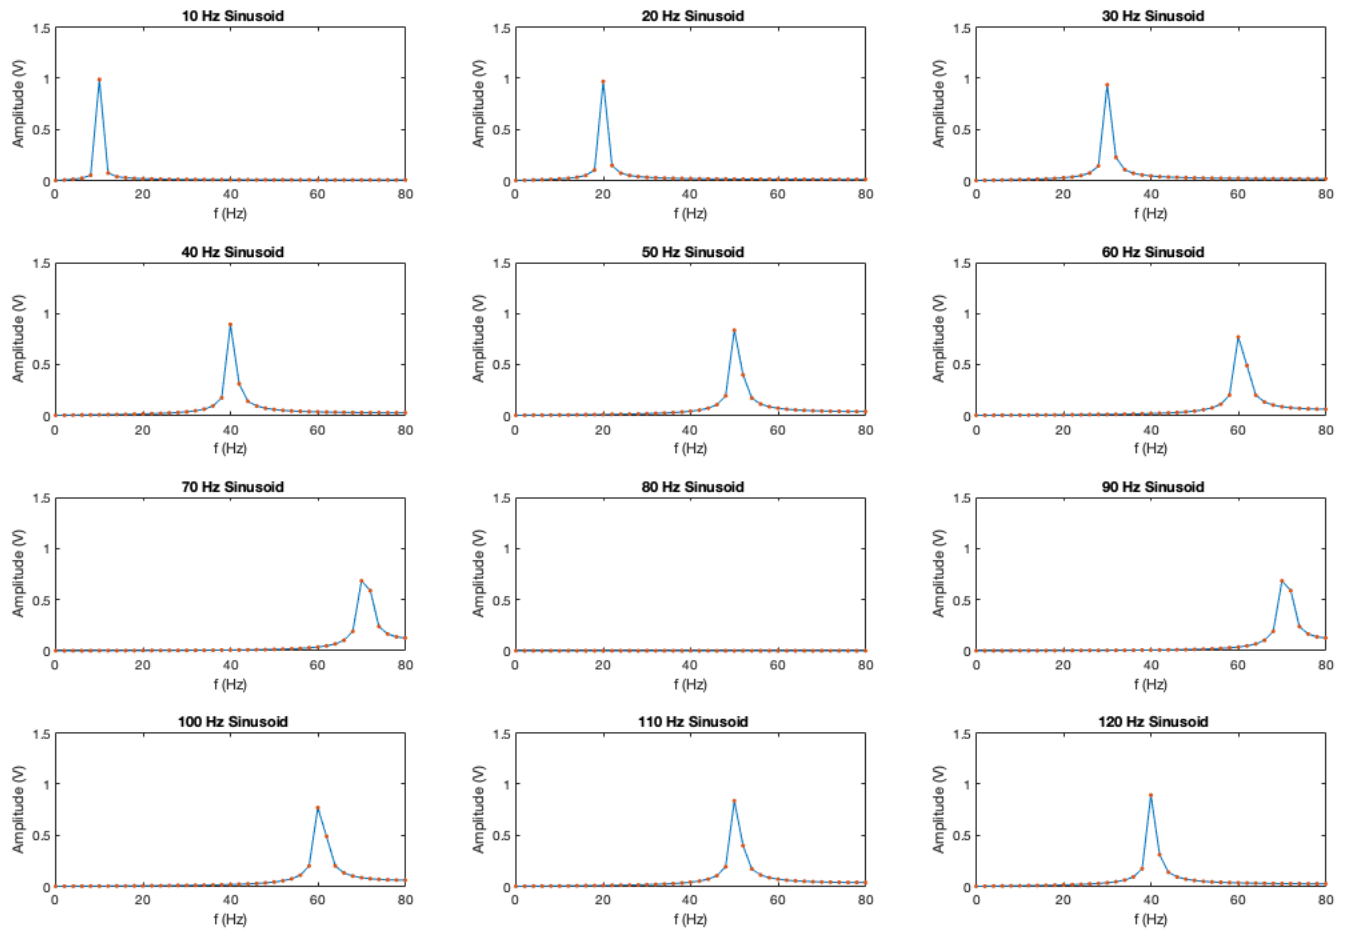 10 Hz Sinusoid
1.5
1
0.5
0
Amplitude (V)
0 20 40 60 80
f (Hz)
20 Hz Sinusoid
1.5
1
0.5
0
Amplitude (V)
0 20 40 60 80
f (Hz)
30 Hz Sinusoid
1.5
1
0.5
0
Amplitude (V)
0 20 40 60 80
f (Hz)
40 Hz Sinusoid
1.5
1
0.5
0
Amplitude (V)
0 20 40 60 80
f (Hz)
50 Hz Sinusoid
1.5
1
0.5
0
Amplitude (V)
0 20 40 60 80
f (Hz)
60 Hz Sinusoid
1.5
1
0.5
0
Amplitude (V)
0 20 40 60 80
f (Hz)
70 Hz Sinusoid
1.5
1
0.5
0
Amplitude (V)
0 20 40 60 80
f (Hz)
80 Hz Sinusoid
1.5
1
0.5
0
Amplitude (V)
0 20 40 60 80
f (Hz)
90 Hz Sinusoid
1.5
1
0.5
0
Amplitude (V)
0 20 40 60 80
f (Hz)
100 Hz Sinusoid
1.5
1
0.5
0
Amplitude (V)
0 20 40 60 80
f (Hz)
110 Hz Sinusoid
1.5
1
0.5
0
Amplitude (V)
0 20 40 60 80
f (Hz)
120 Hz Sinusoid
1.5
1
0.5
0
Amplitude (V)
0 20 40 60 80
f (Hz)